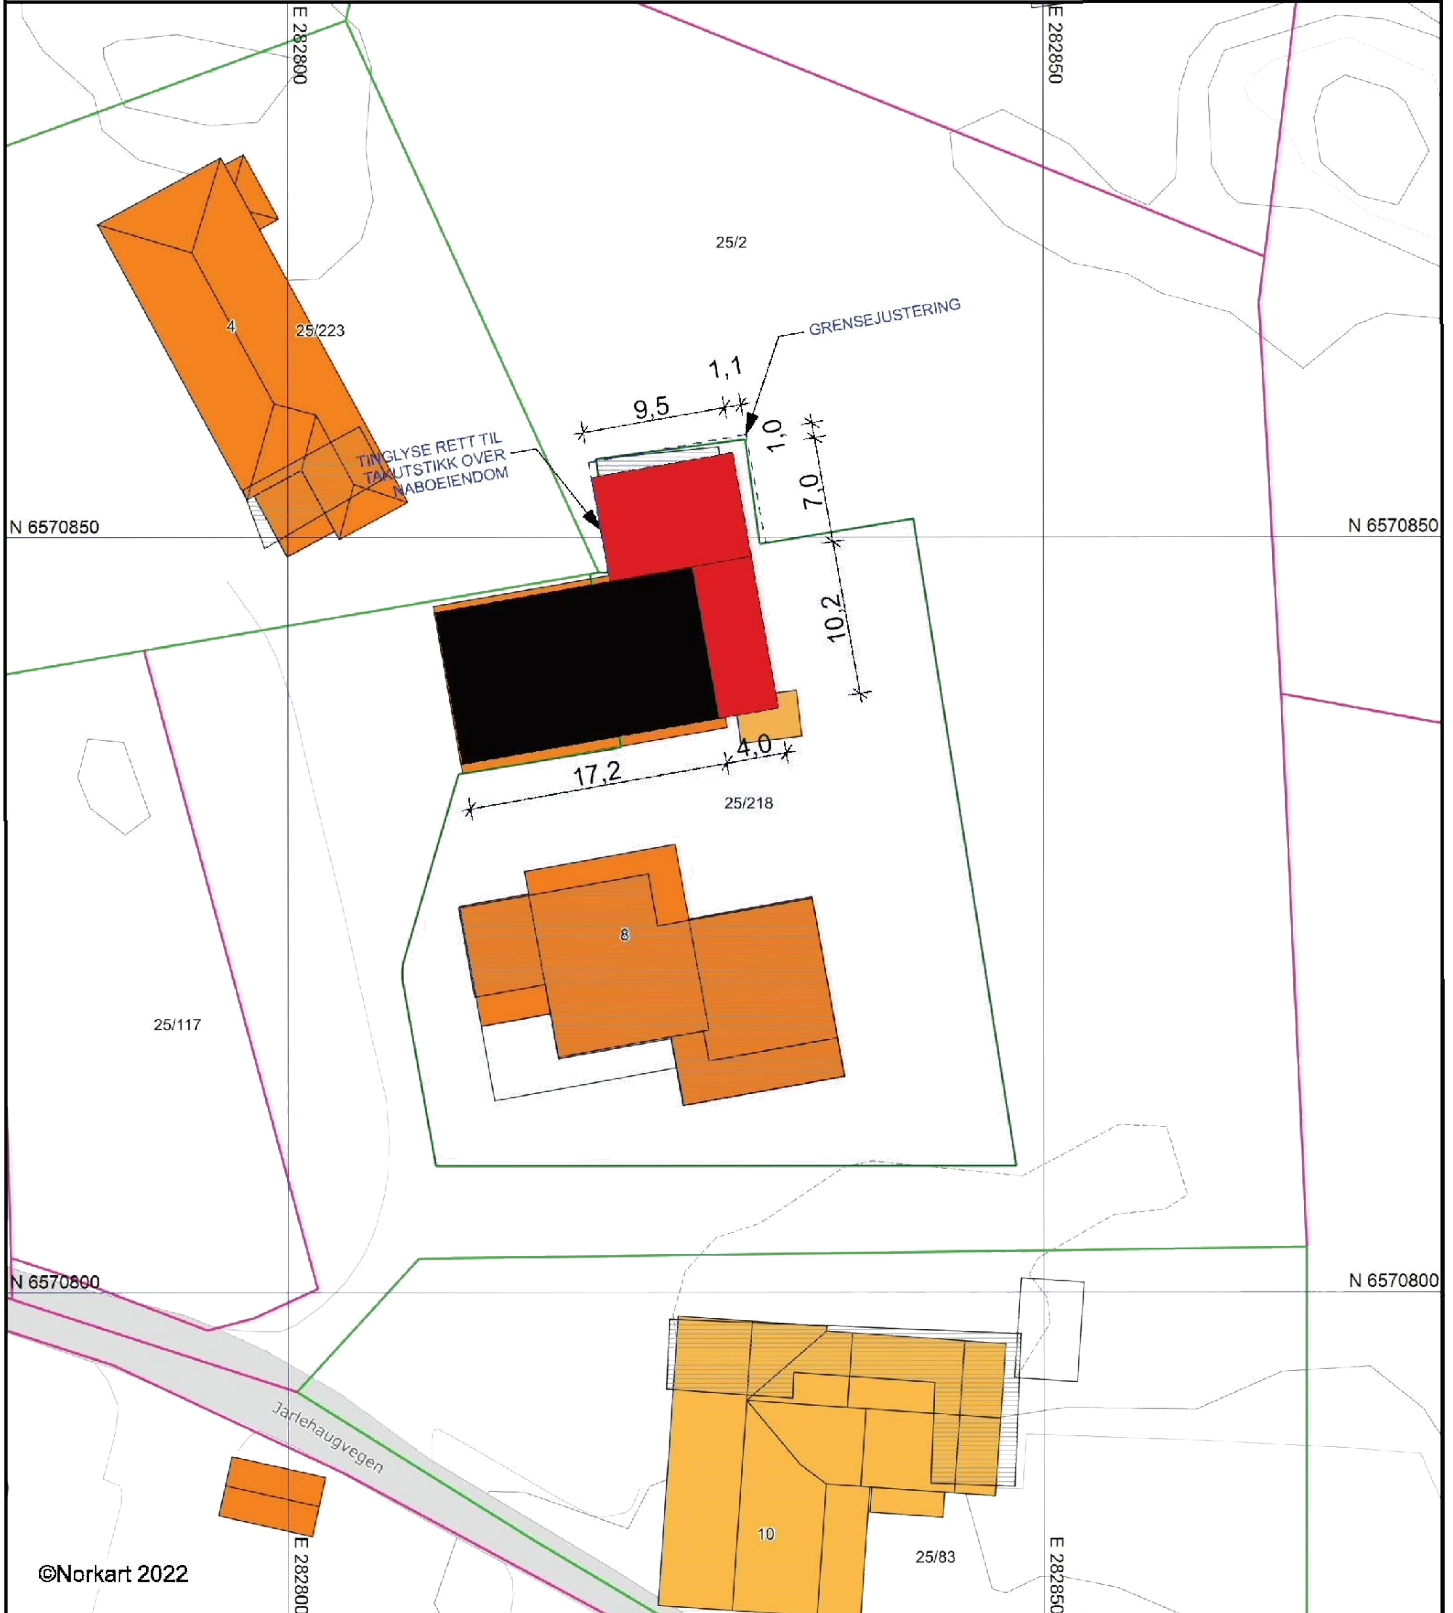 E 282800
E 282850
25/2
4
25/223
GRENSEJUSTERING
1,1
9,5
1,0
TINGLYSE RETT TIL
TAKUTSTIKK OVER
NABOEIENDOM
7,0
N 6570850
N 6570850
10,2
4,0
17,2
25/218
8
25/117
N 6570800
N 6570800
Jarlehaugvegen
10
25/83
©Norkart 2022
E 282800
E 282850